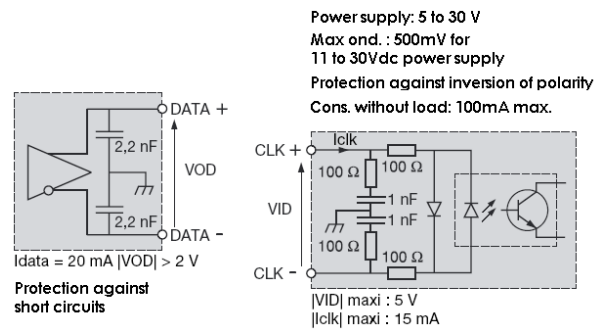 Power supply: 5 to 30 V
Max ond. : 500mV for
11 to 30Vdc power supply
Protection against inversion of polarity
Cons. without load: 100mA max.
DATA +
2,2 nF
VOD
2,2 nF
DATA -
Idata = 20 mA |VOD| > 2 V
Protection against
short circuits
CLK +
Iclk
100 Ω
100 Ω
1 nF
VID
1 nF
100 Ω
100 Ω
CLK -
|VID| maxi : 5 V
|Iclk| maxi : 15 mA